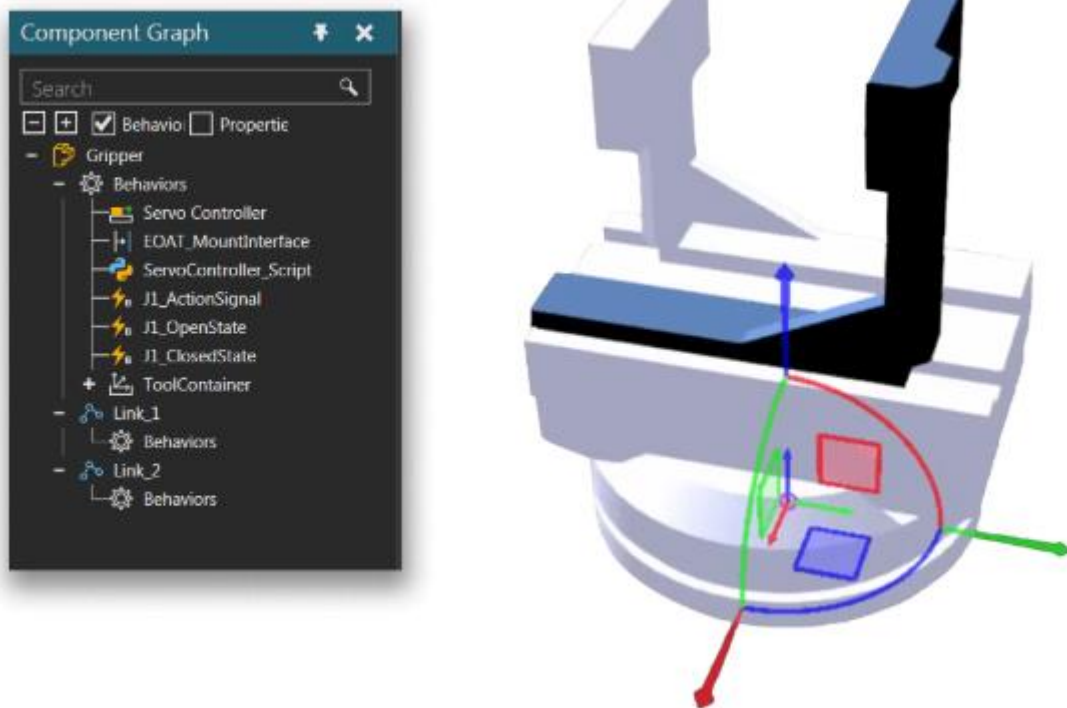 Component Graph
Search
Behavio Propertie
Gripper
Behaviors
Servo Controller
EOAT_MountInterface
ServoController_Script
J1_ActionSignal
J1_OpenState
J1_ClosedState
ToolContainer
Link_1
Behaviors
Link_2
Behaviors